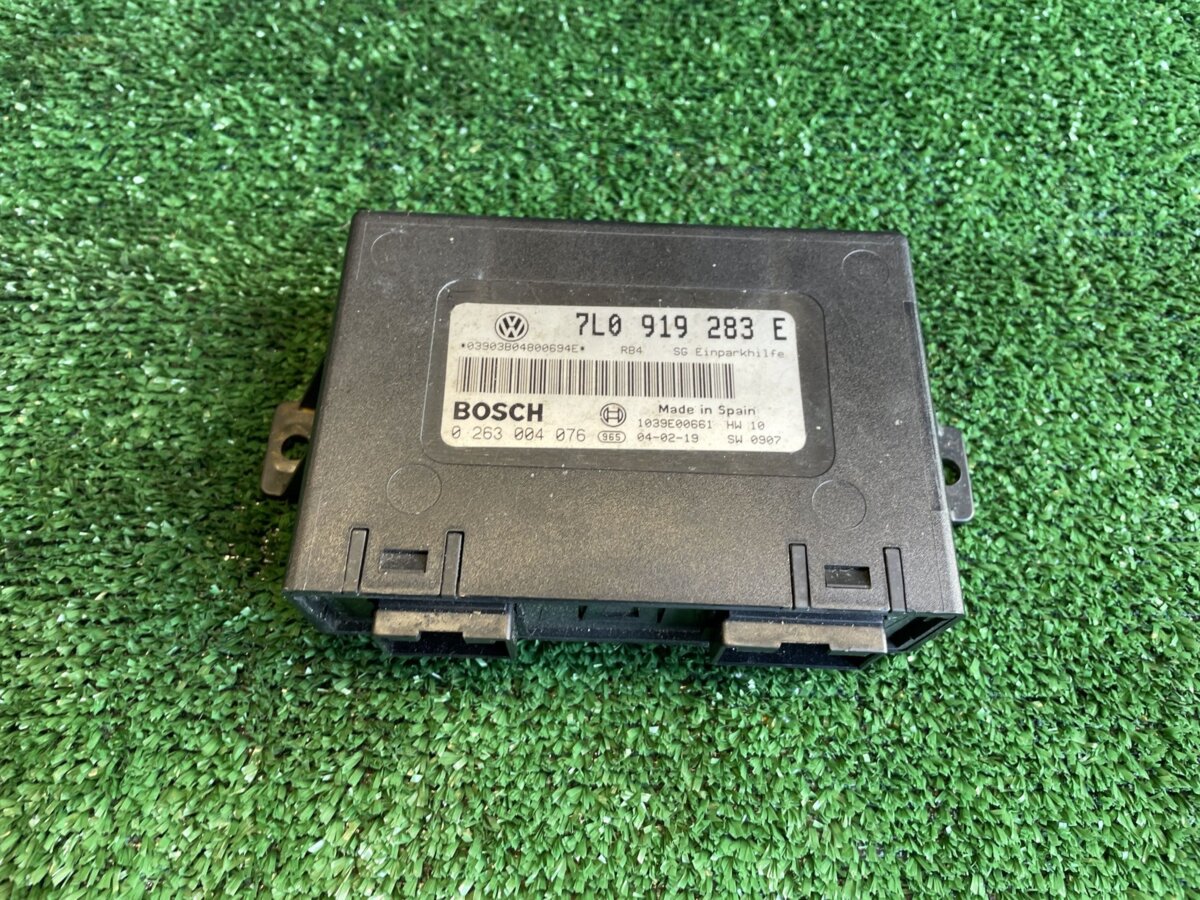 7L0 919 283 E
*03903B04800694E* RB4 SG Einparkhilfe
BOSCH Made in Spain
1039E00661 HW 10
0 263 004 076 965 04-02-19 SW 0907